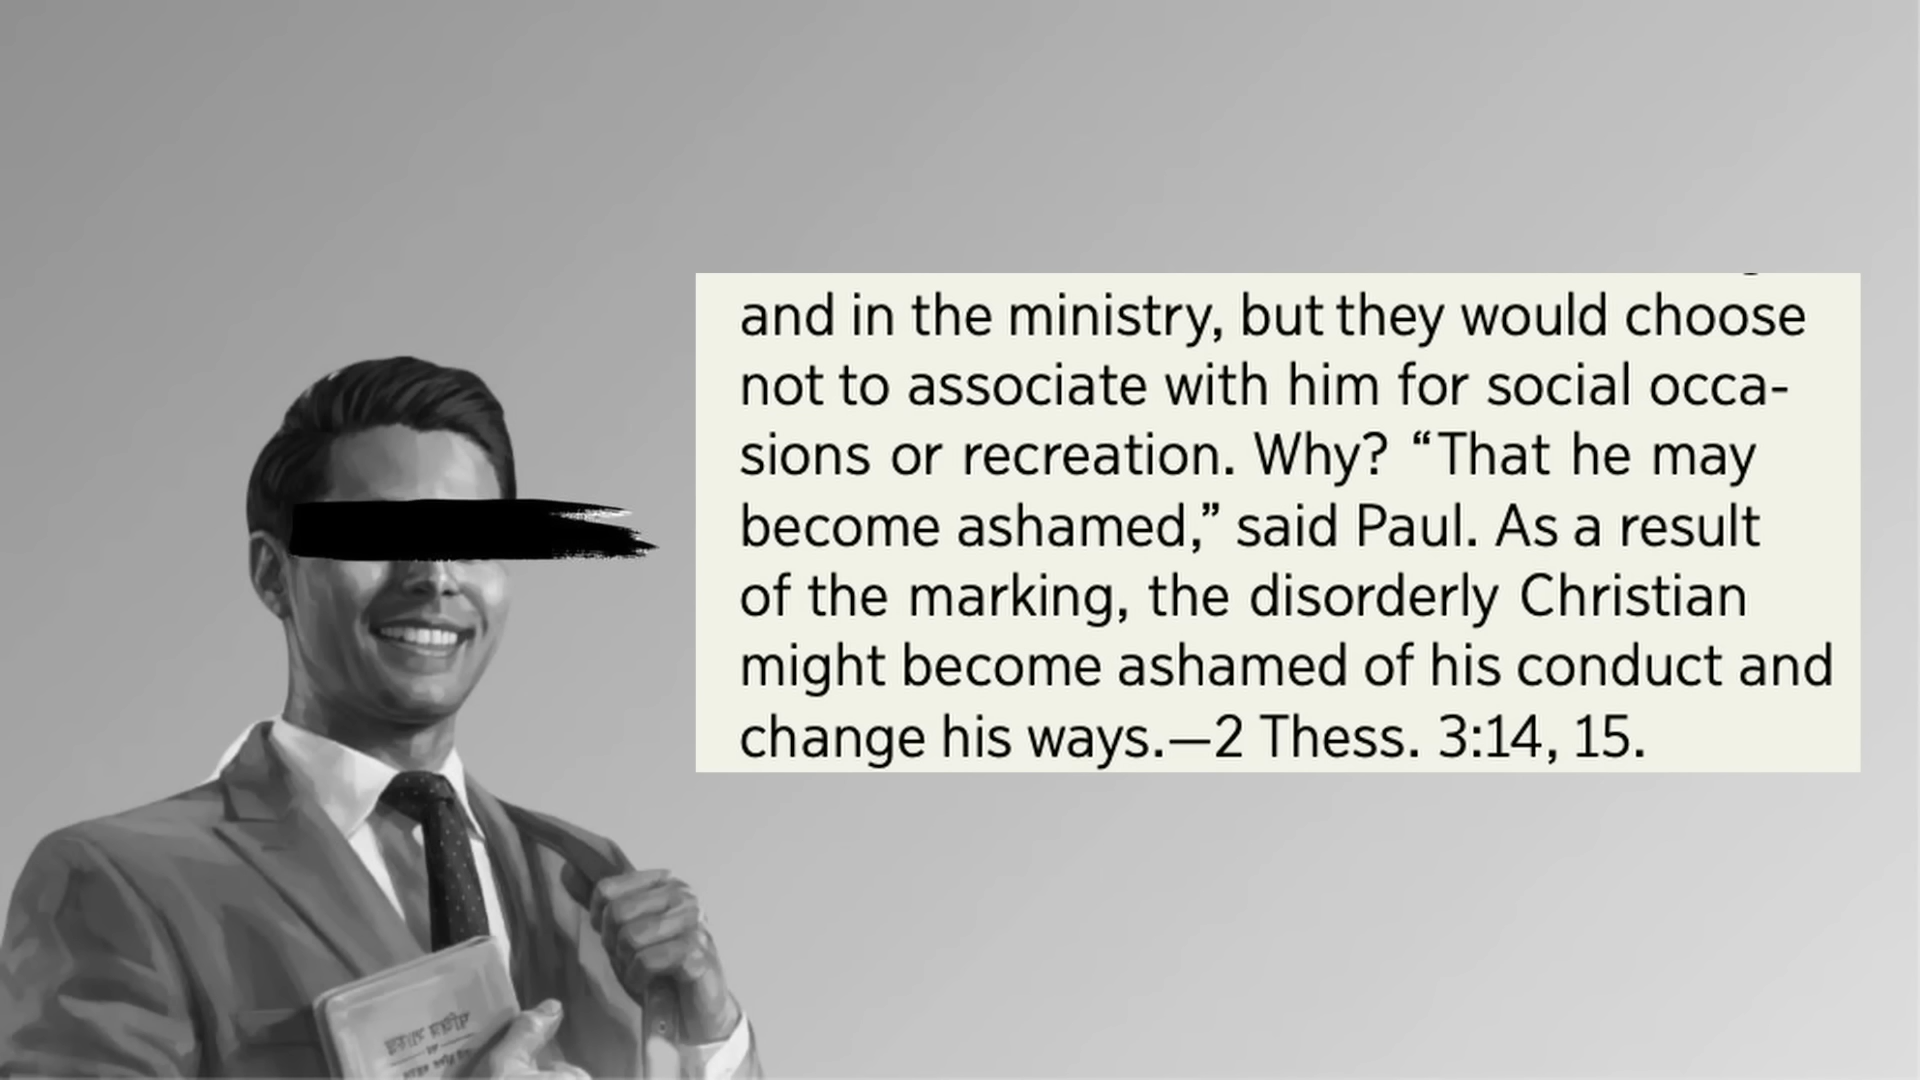 and in the ministry, but they would choose
not to associate with him for social occa-
sions or recreation. Why? “That he may
become ashamed,” said Paul. As a result
of the marking, the disorderly Christian
might become ashamed of his conduct and
change his ways.—2 Thess. 3:14, 15.